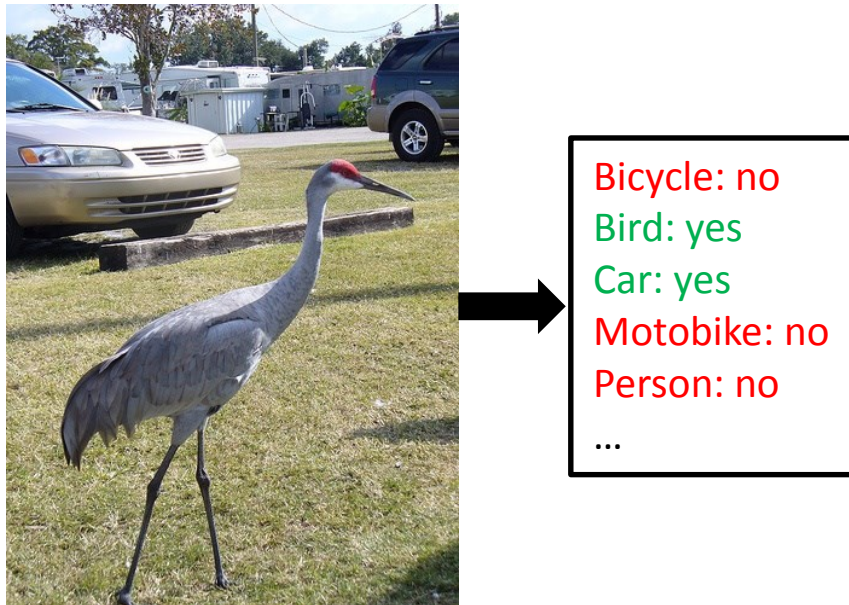 Bicycle: no
Bird: yes
Car: yes
Motobike: no
Person: no
...